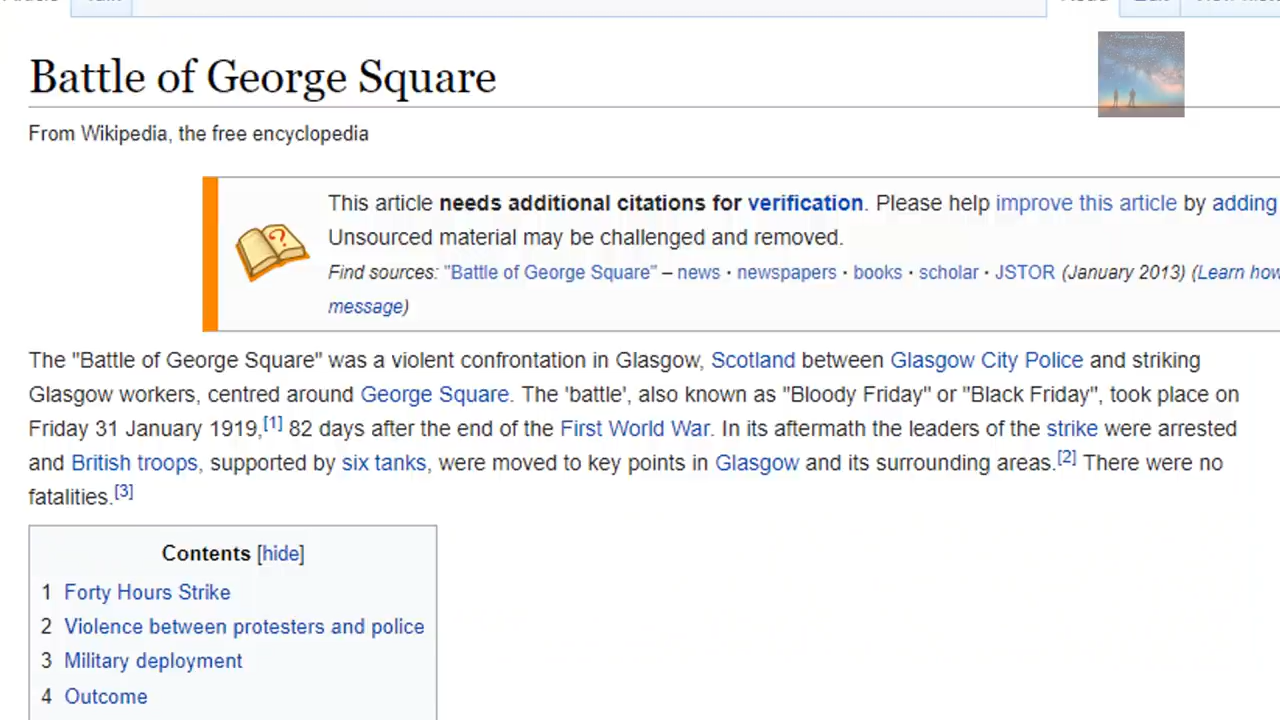 Battle of George Square
From Wikipedia, the free encyclopedia
This article needs additional citations for verification. Please help improve this article by adding
Unsourced material may be challenged and removed.
Find sources: "Battle of George Square" – news · newspapers · books · scholar · JSTOR (January 2013) (Learn how
message)
The "Battle of George Square" was a violent confrontation in Glasgow, Scotland between Glasgow City Police and striking
Glasgow workers, centred around George Square. The 'battle', also known as "Bloody Friday" or "Black Friday", took place on
Friday 31 January 1919,[1] 82 days after the end of the First World War. In its aftermath the leaders of the strike were arrested
and British troops, supported by six tanks, were moved to key points in Glasgow and its surrounding areas.[2] There were no
fatalities.[3]
Contents [hide]
1 Forty Hours Strike
2 Violence between protesters and police
3 Military deployment
4 Outcome